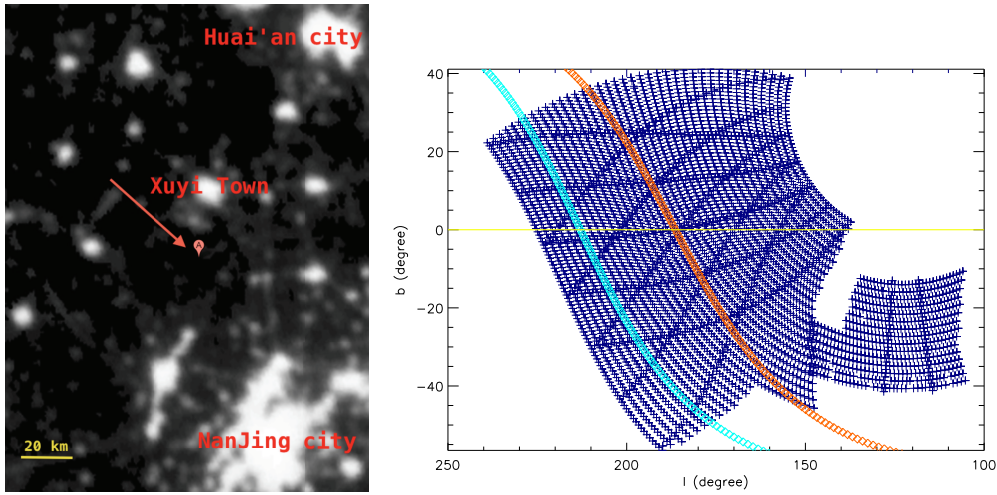 Huai'an city
Xuyi Town
A
20 km
NanJing city
40
20
0
−20
−40
b (degree)
250
200
150
100
l (degree)